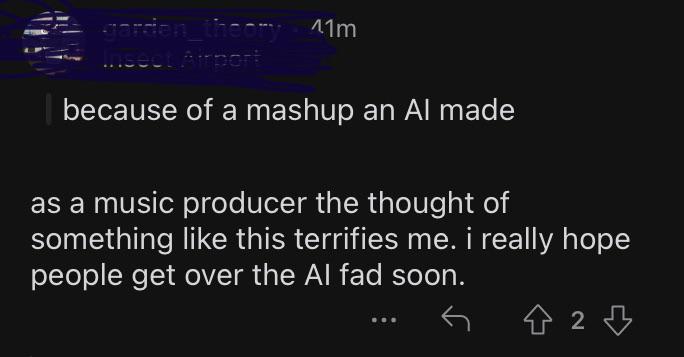 garden_theory · 41m
Insect Airport
because of a mashup an AI made
as a music producer the thought of
something like this terrifies me. i really hope
people get over the AI fad soon.
2